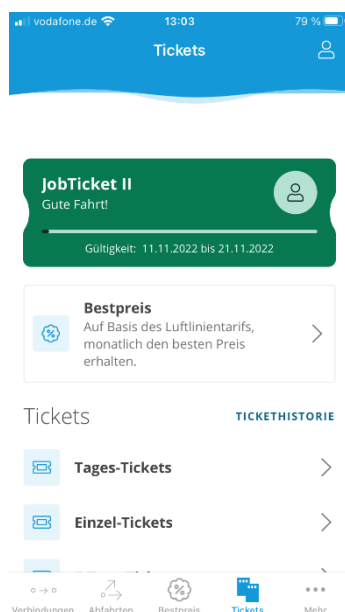 vodafone.de 13:03 79 %
Tickets
JobTicket II
Gute Fahrt!
Gültigkeit: 11.11.2022 bis 21.11.2022
Bestpreis
Auf Basis des Luftlinientarifs,
monatlich den besten Preis
erhalten.
Tickets TICKETHISTORIE
Tages-Tickets
Einzel-Tickets
Verbindungen Abfahrten Bestpreis Tickets Mehr